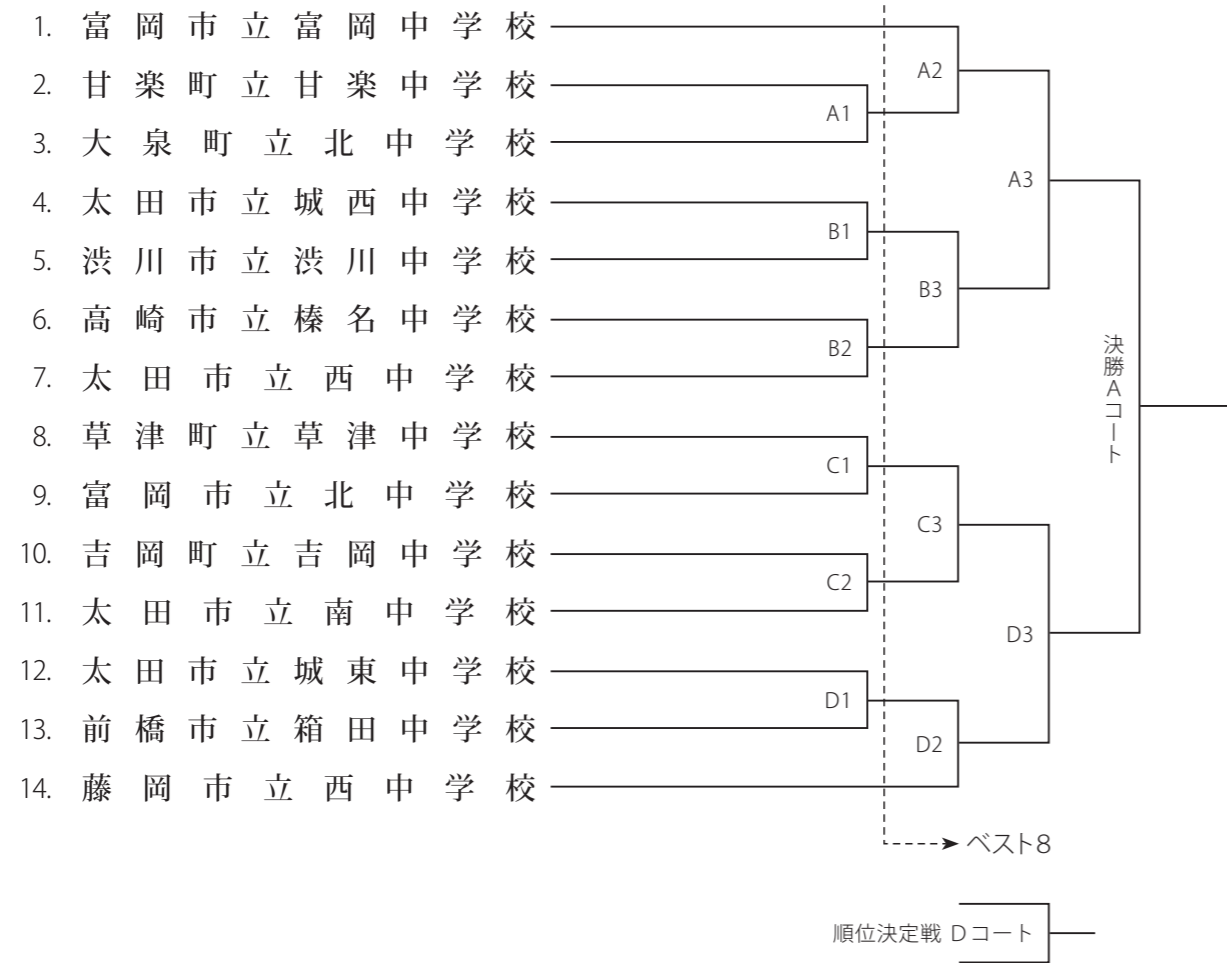 1. 富岡市立富岡中学校
2. 甘楽町立甘楽中学校
3. 大泉町立北中学校
4. 太田市立城西中学校
5. 渋川市立渋川中学校
6. 高崎市立榛名中学校
7. 太田市立西中学校
8. 草津町立草津中学校
9. 富岡市立北中学校
10. 吉岡町立吉岡中学校
11. 太田市立南中学校
12. 太田市立城東中学校
13. 前橋市立箱田中学校
14. 藤岡市立西中学校
A1
B1
B2
C1
C2
D1
A2
B3
C3
D2
A3
D3
決勝Aコート
ベスト8
順位決定戦 Dコート